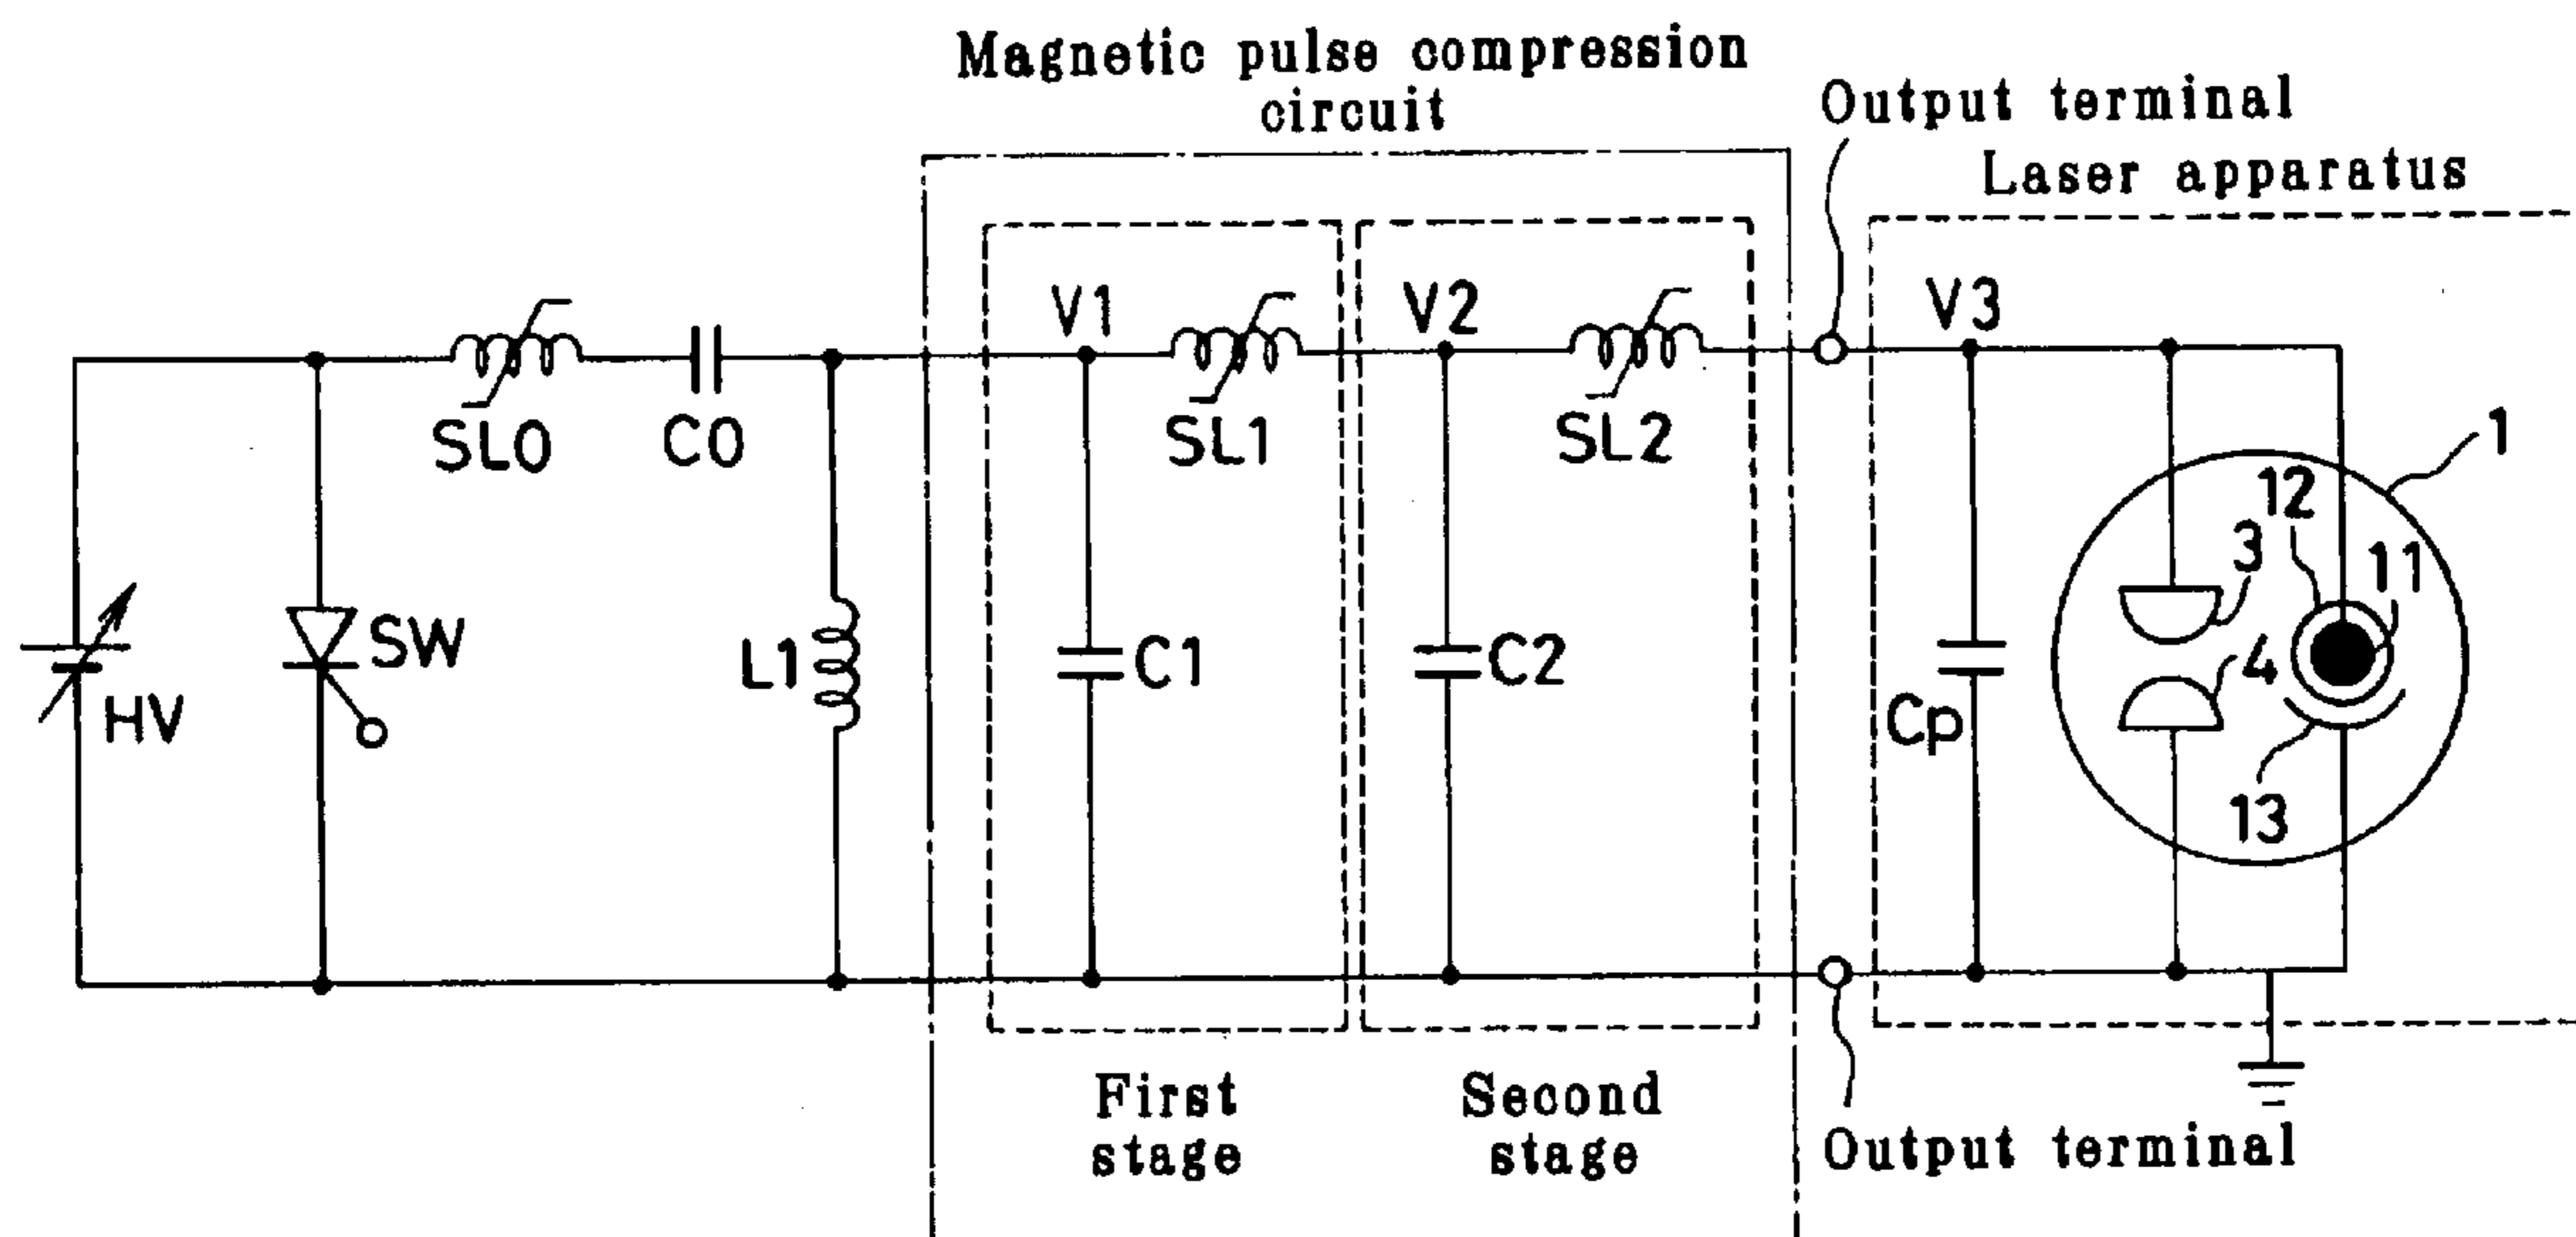 Magnetic pulse compression
circuit
Output terminal
Laser apparatus
V1
V2
V3
SL0
C0
SL1
SL2
1
12
3
11
SW
L1
C1
C2
4
Cp
HV
13
First
stage
Second
stage
Output terminal